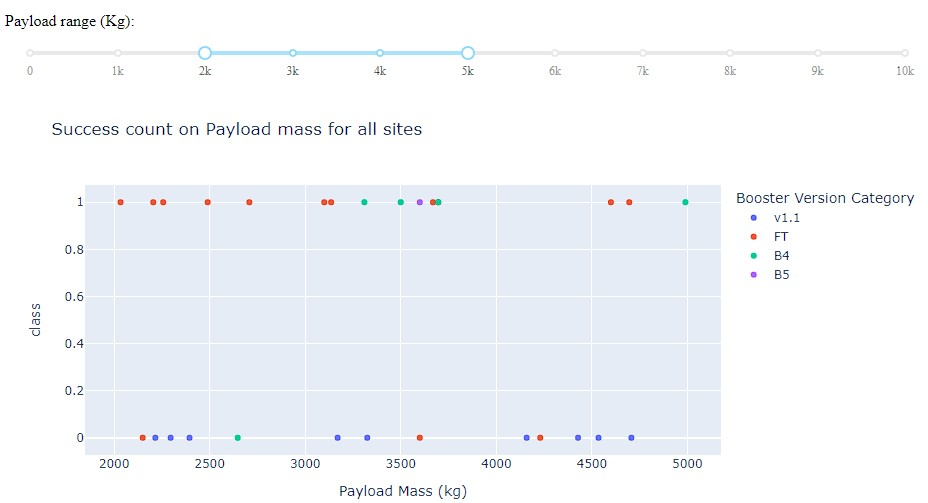 Payload range (Kg):
0 1k 2k 3k 4k 5k 6k 7k 8k 9k 10k
Success count on Payload mass for all sites
Booster Version Category
v1.1
FT
B4
B5
class
1
0.8
0.6
0.4
0.2
0
2000 2500 3000 3500 4000 4500 5000
Payload Mass (kg)